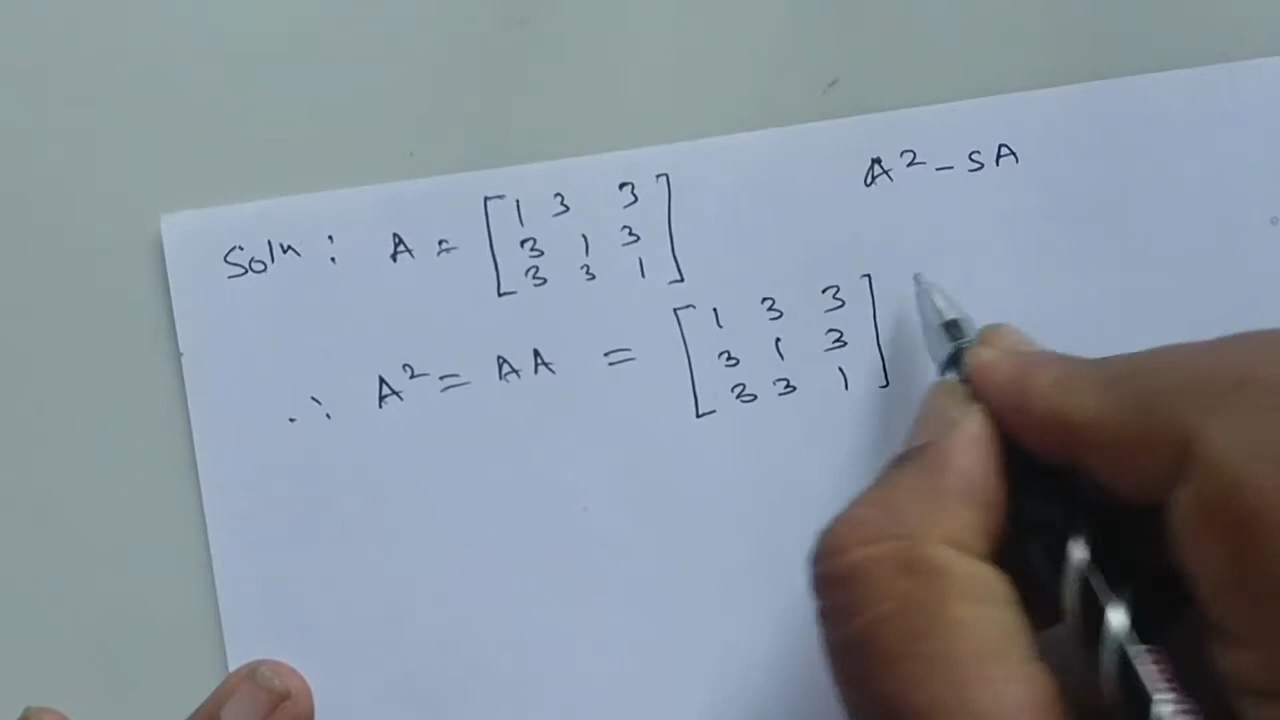 A² - 5A
Soln : A = [1 3 3
3 1 3
3 3 1]
∴ A² = AA = [1 3 3
3 1 3
3 3 1]